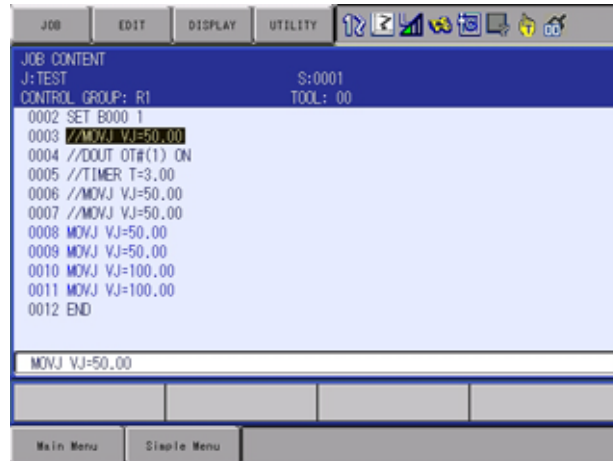 JOB EDIT DISPLAY UTILITY
JOB CONTENT
J:TEST S:0001
CONTROL GROUP: R1 TOOL: 00
0002 SET B000 1
0003 //MOVJ VJ=50.00
0004 //DOUT OT#(1) ON
0005 //TIMER T=3.00
0006 //MOVJ VJ=50.00
0007 //MOVJ VJ=50.00
0008 MOVJ VJ=50.00
0009 MOVJ VJ=50.00
0010 MOVJ VJ=100.00
0011 MOVJ VJ=100.00
0012 END
MOVJ VJ=50.00
Main Menu Simple Menu